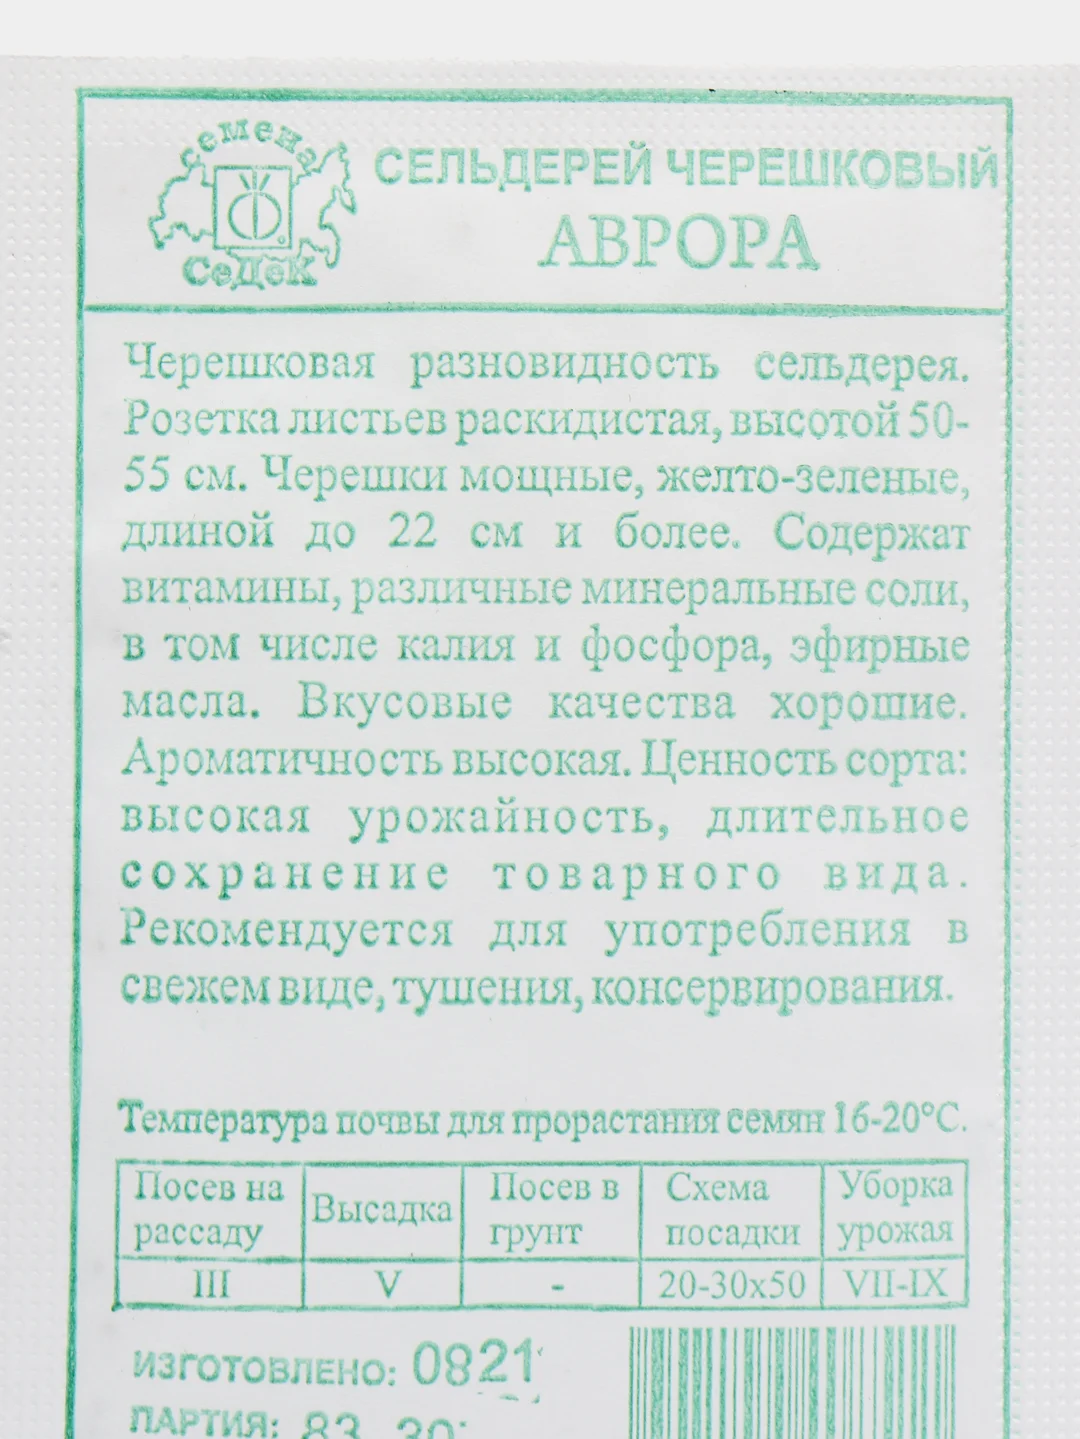 семена
СеДеК
СЕЛЬДЕРЕЙ ЧЕРЕШКОВЫЙ
АВРОРА
Черешковая разновидность сельдерея.
Розетка листьев раскидистая, высотой 50-
55 см. Черешки мощные, желто-зеленые,
длиной до 22 см и более. Содержат
витамины, различные минеральные соли,
в том числе калия и фосфора, эфирные
масла. Вкусовые качества хорошие.
Ароматичность высокая. Ценность сорта:
высокая урожайность, длительное
сохранение товарного вида.
Рекомендуется для употребления в
свежем виде, тушения, консервирования.
Температура почвы для прорастания семян 16-20°С.
Посев на рассаду Высадка Посев в грунт Схема посадки Уборка урожая
III V - 20-30х50 VII-IX
ИЗГОТОВЛЕНО: 0821
ПАРТИЯ: